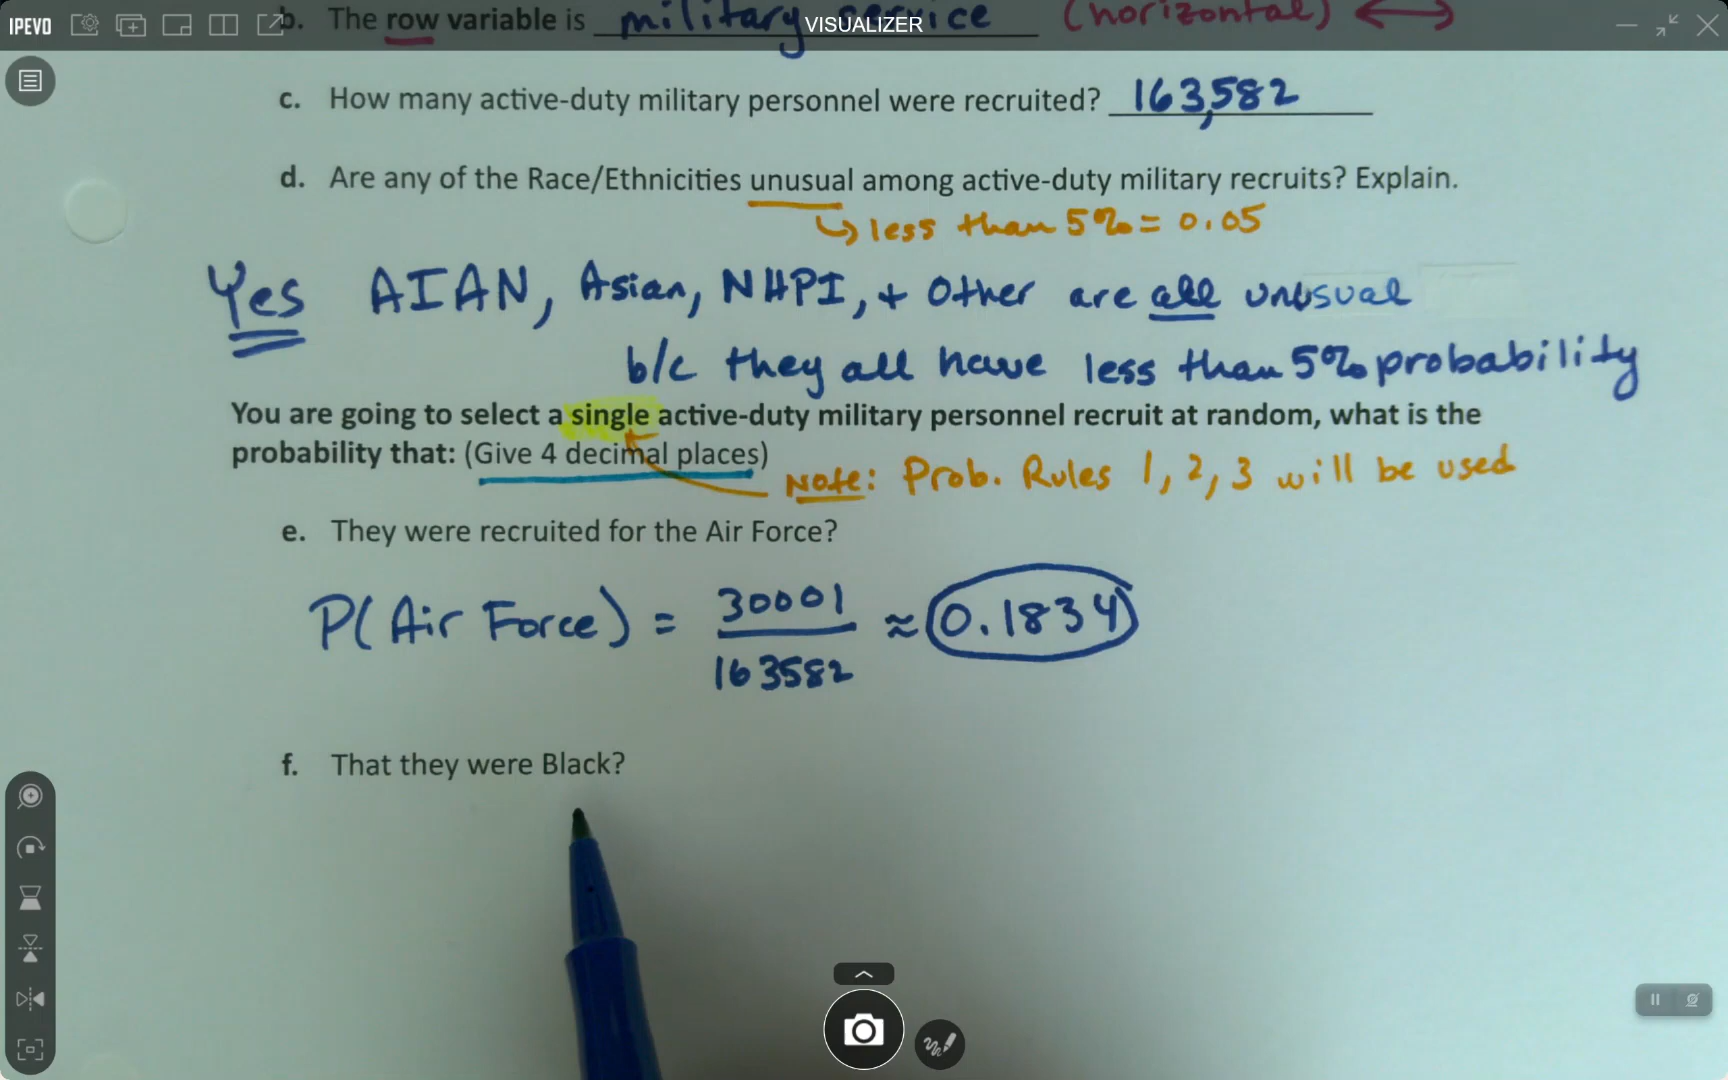 IPEVO
VISUALIZER
b. The row variable is military service (horizontal)
c. How many active-duty military personnel were recruited? 163,582
d. Are any of the Race/Ethnicities unusual among active-duty military recruits? Explain.
less than 5% = 0.05
Yes AIAN, Asian, NHPI, + Other are all unusual
b/c they all have less than 5% probability
You are going to select a single active-duty military personnel recruit at random, what is the
probability that: (Give 4 decimal places)
Note: Prob. Rules 1, 2, 3 will be used
e. They were recruited for the Air Force?
P(Air Force) = 30001 ≈ 0.1834
163582
f. That they were Black?